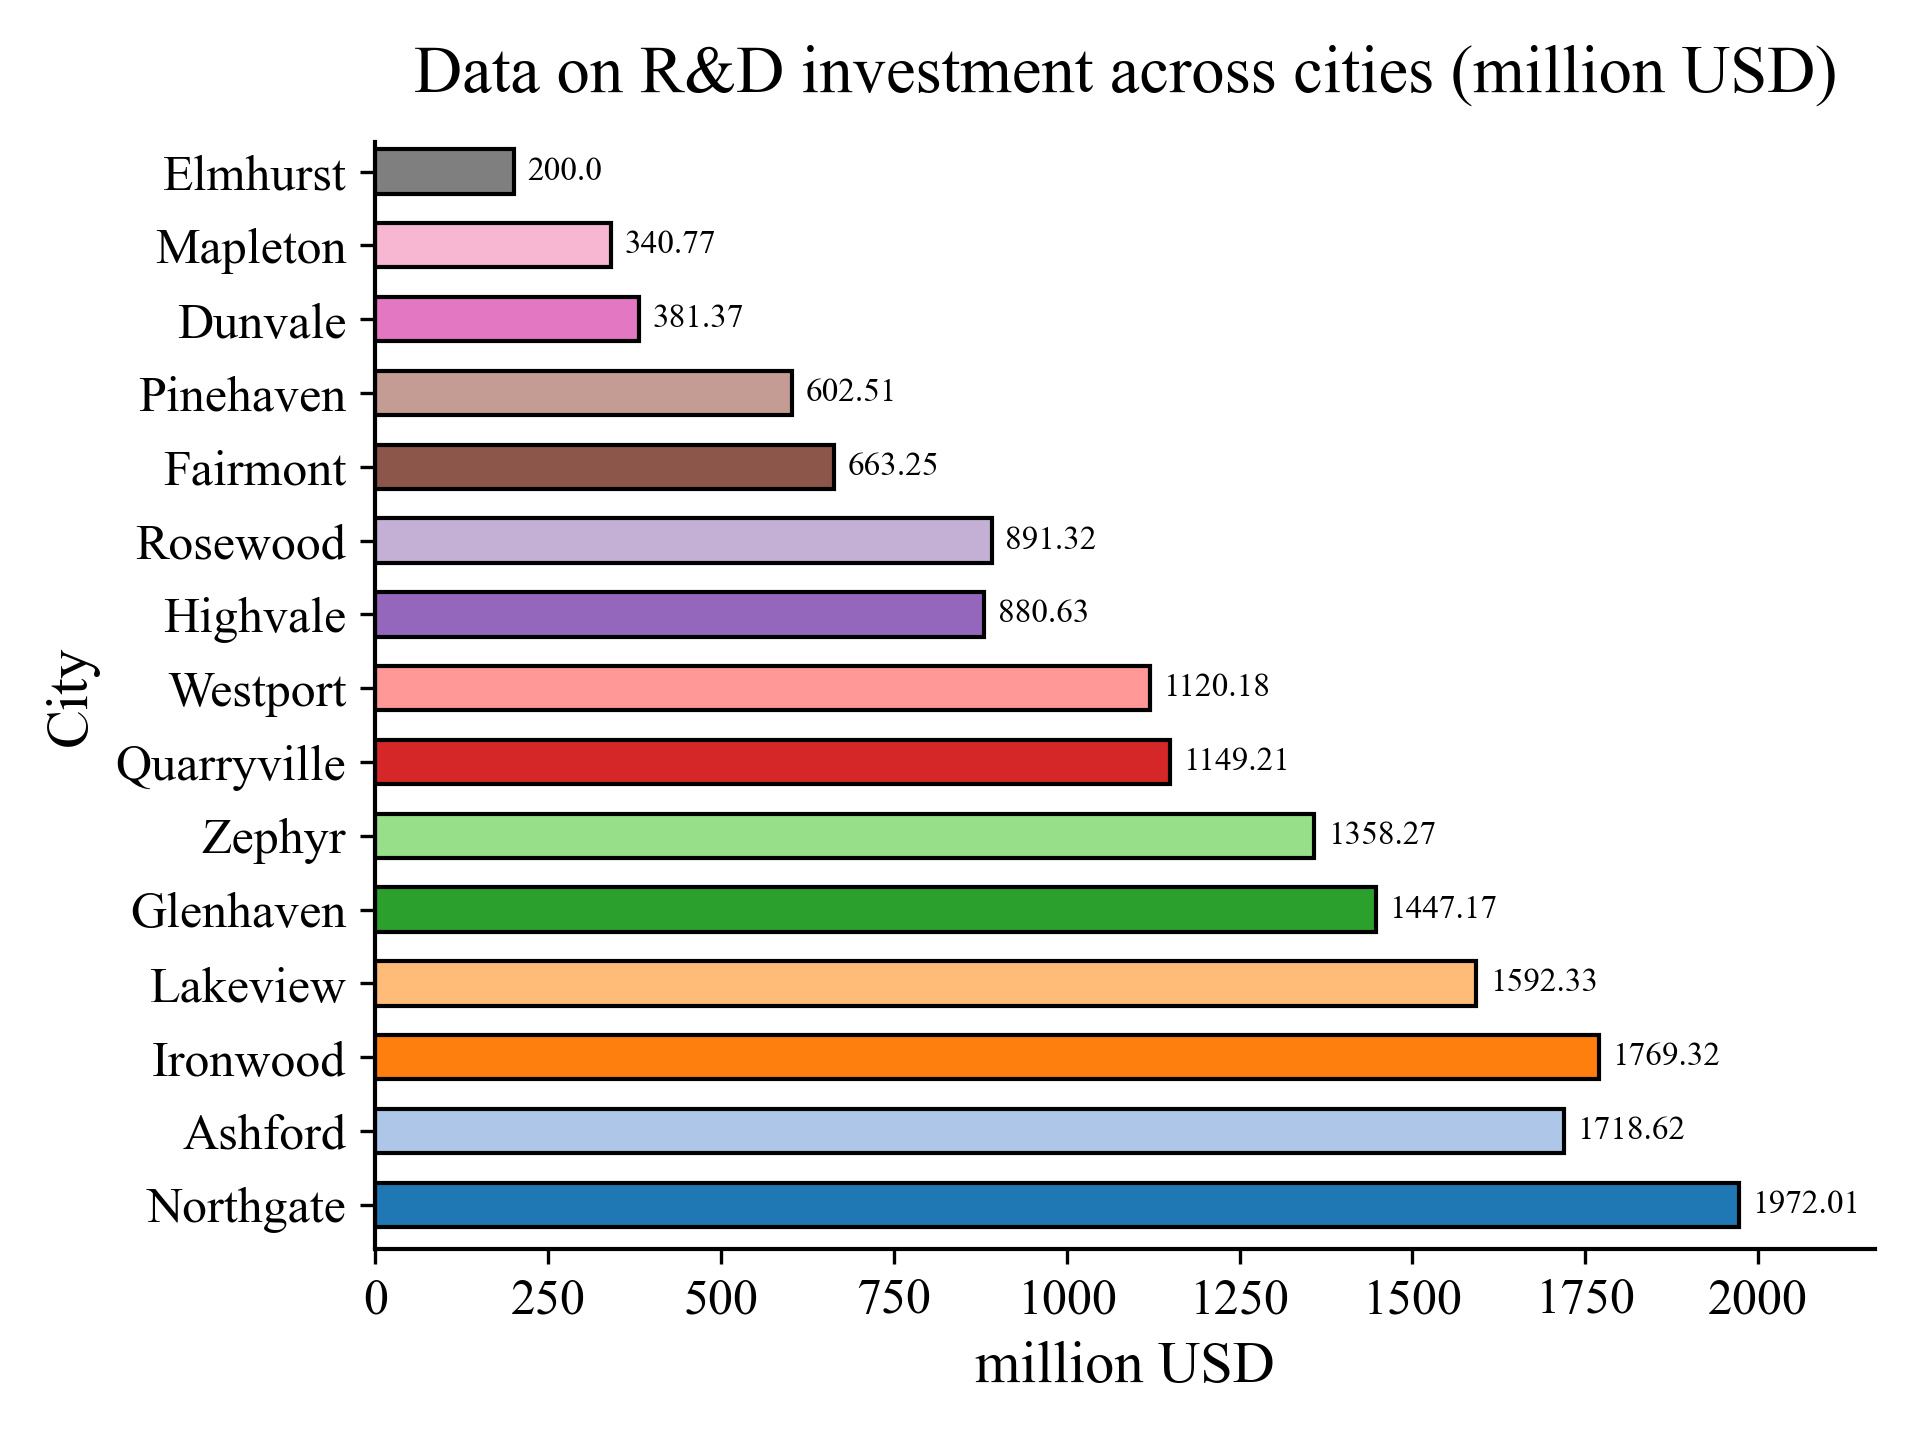 Data on R&D investment across cities (million USD)
Elmhurst 200.0
Mapleton 340.77
Dunvale 381.37
Pinehaven 602.51
Fairmont 663.25
Rosewood 891.32
Highvale 880.63
Westport 1120.18
Quarryville 1149.21
Zephyr 1358.27
Glenhaven 1447.17
Lakeview 1592.33
Ironwood 1769.32
Ashford 1718.62
Northgate 1972.01
City
0 250 500 750 1000 1250 1500 1750 2000
million USD